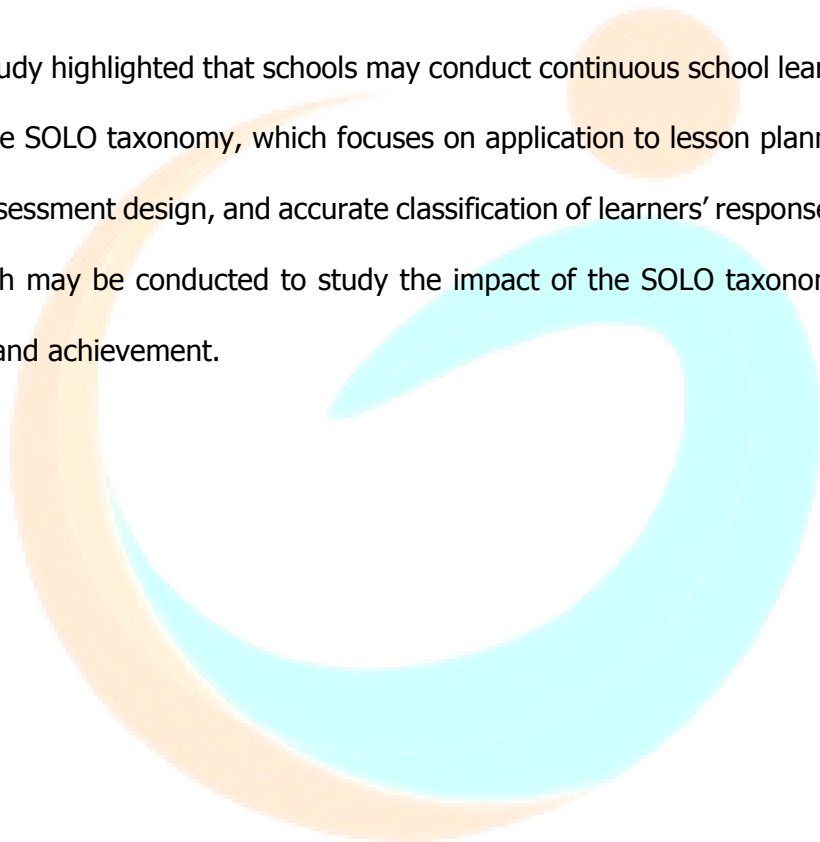 udy highlighted that schools may conduct continuous school lear
e SOLO taxonomy, which focuses on application to lesson plann
sessment design, and accurate classification of learners’ response
h may be conducted to study the impact of the SOLO taxonor
and achievement.